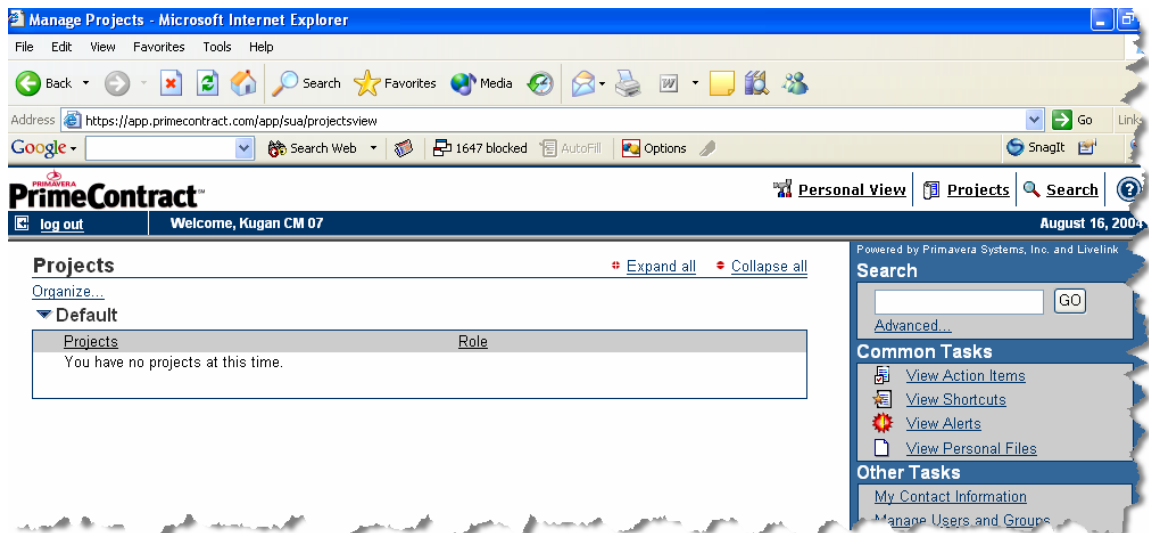 Manage Projects - Microsoft Internet Explorer
File Edit View Favorites Tools Help
Back Search Favorites Media
Address https://app.primecontract.com/app/sua/projectsview Go Links
Google Search Web 1647 blocked AutoFill Options SnagIt
PRIMAVERA
PrimeContract Personal View Projects Search ?
log out Welcome, Kugan CM 07 August 16, 2004
Powered by Primavera Systems, Inc. and Livelink
Projects Expand all Collapse all Search
Organize... GO
Default Advanced...
Projects Role
You have no projects at this time.
Common Tasks
View Action Items
View Shortcuts
View Alerts
View Personal Files
Other Tasks
My Contact Information
Manage Users and Groups